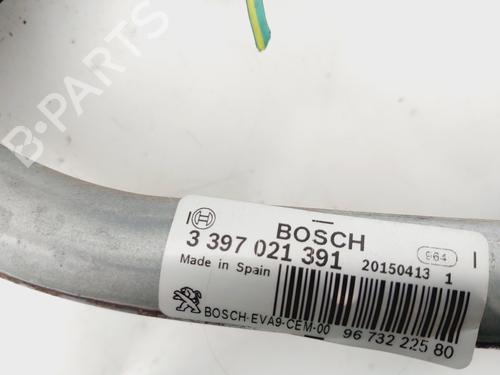 B-PARTS
BOSCH
3 397 021 391
964
Made in Spain
20150413 1
BOSCH-EVA9-CEM-00
96 732 225 80